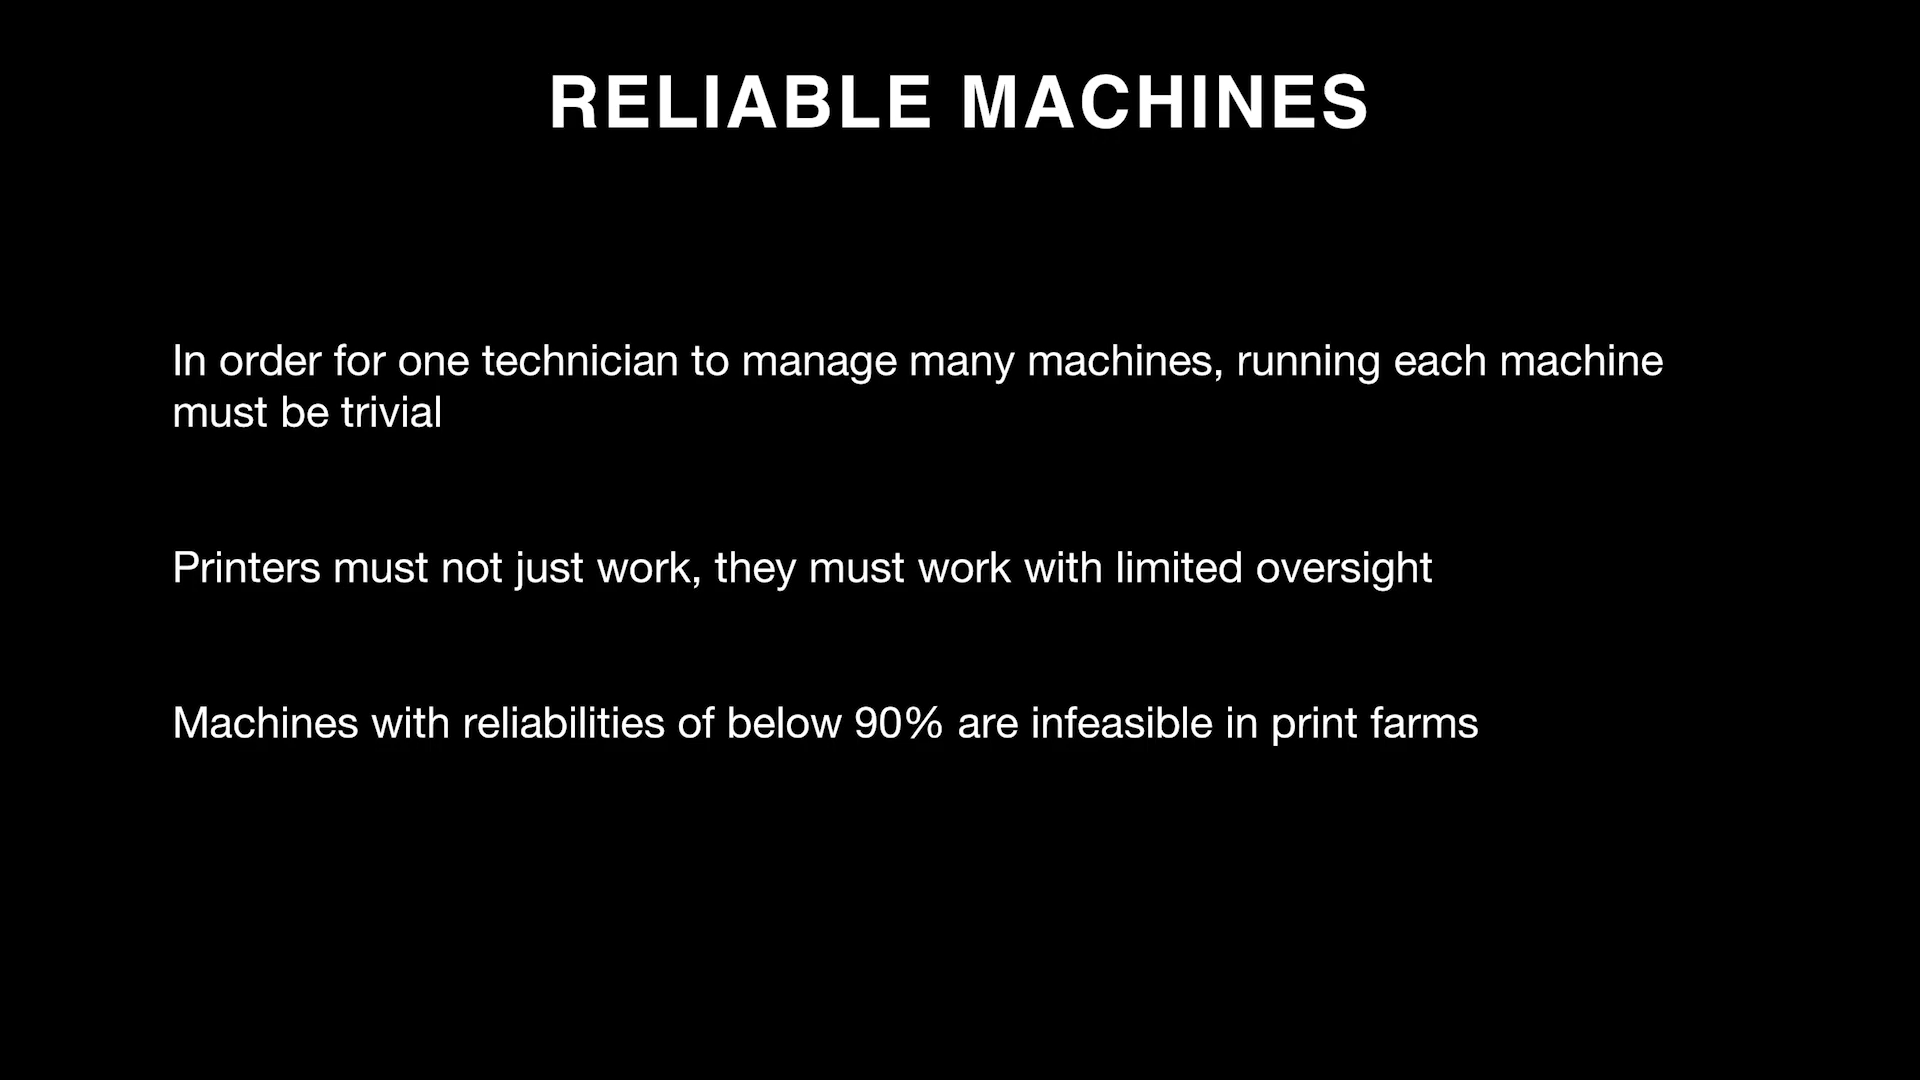 RELIABLE MACHINES
In order for one technician to manage many machines, running each machine
must be trivial
Printers must not just work, they must work with limited oversight
Machines with reliabilities of below 90% are infeasible in print farms